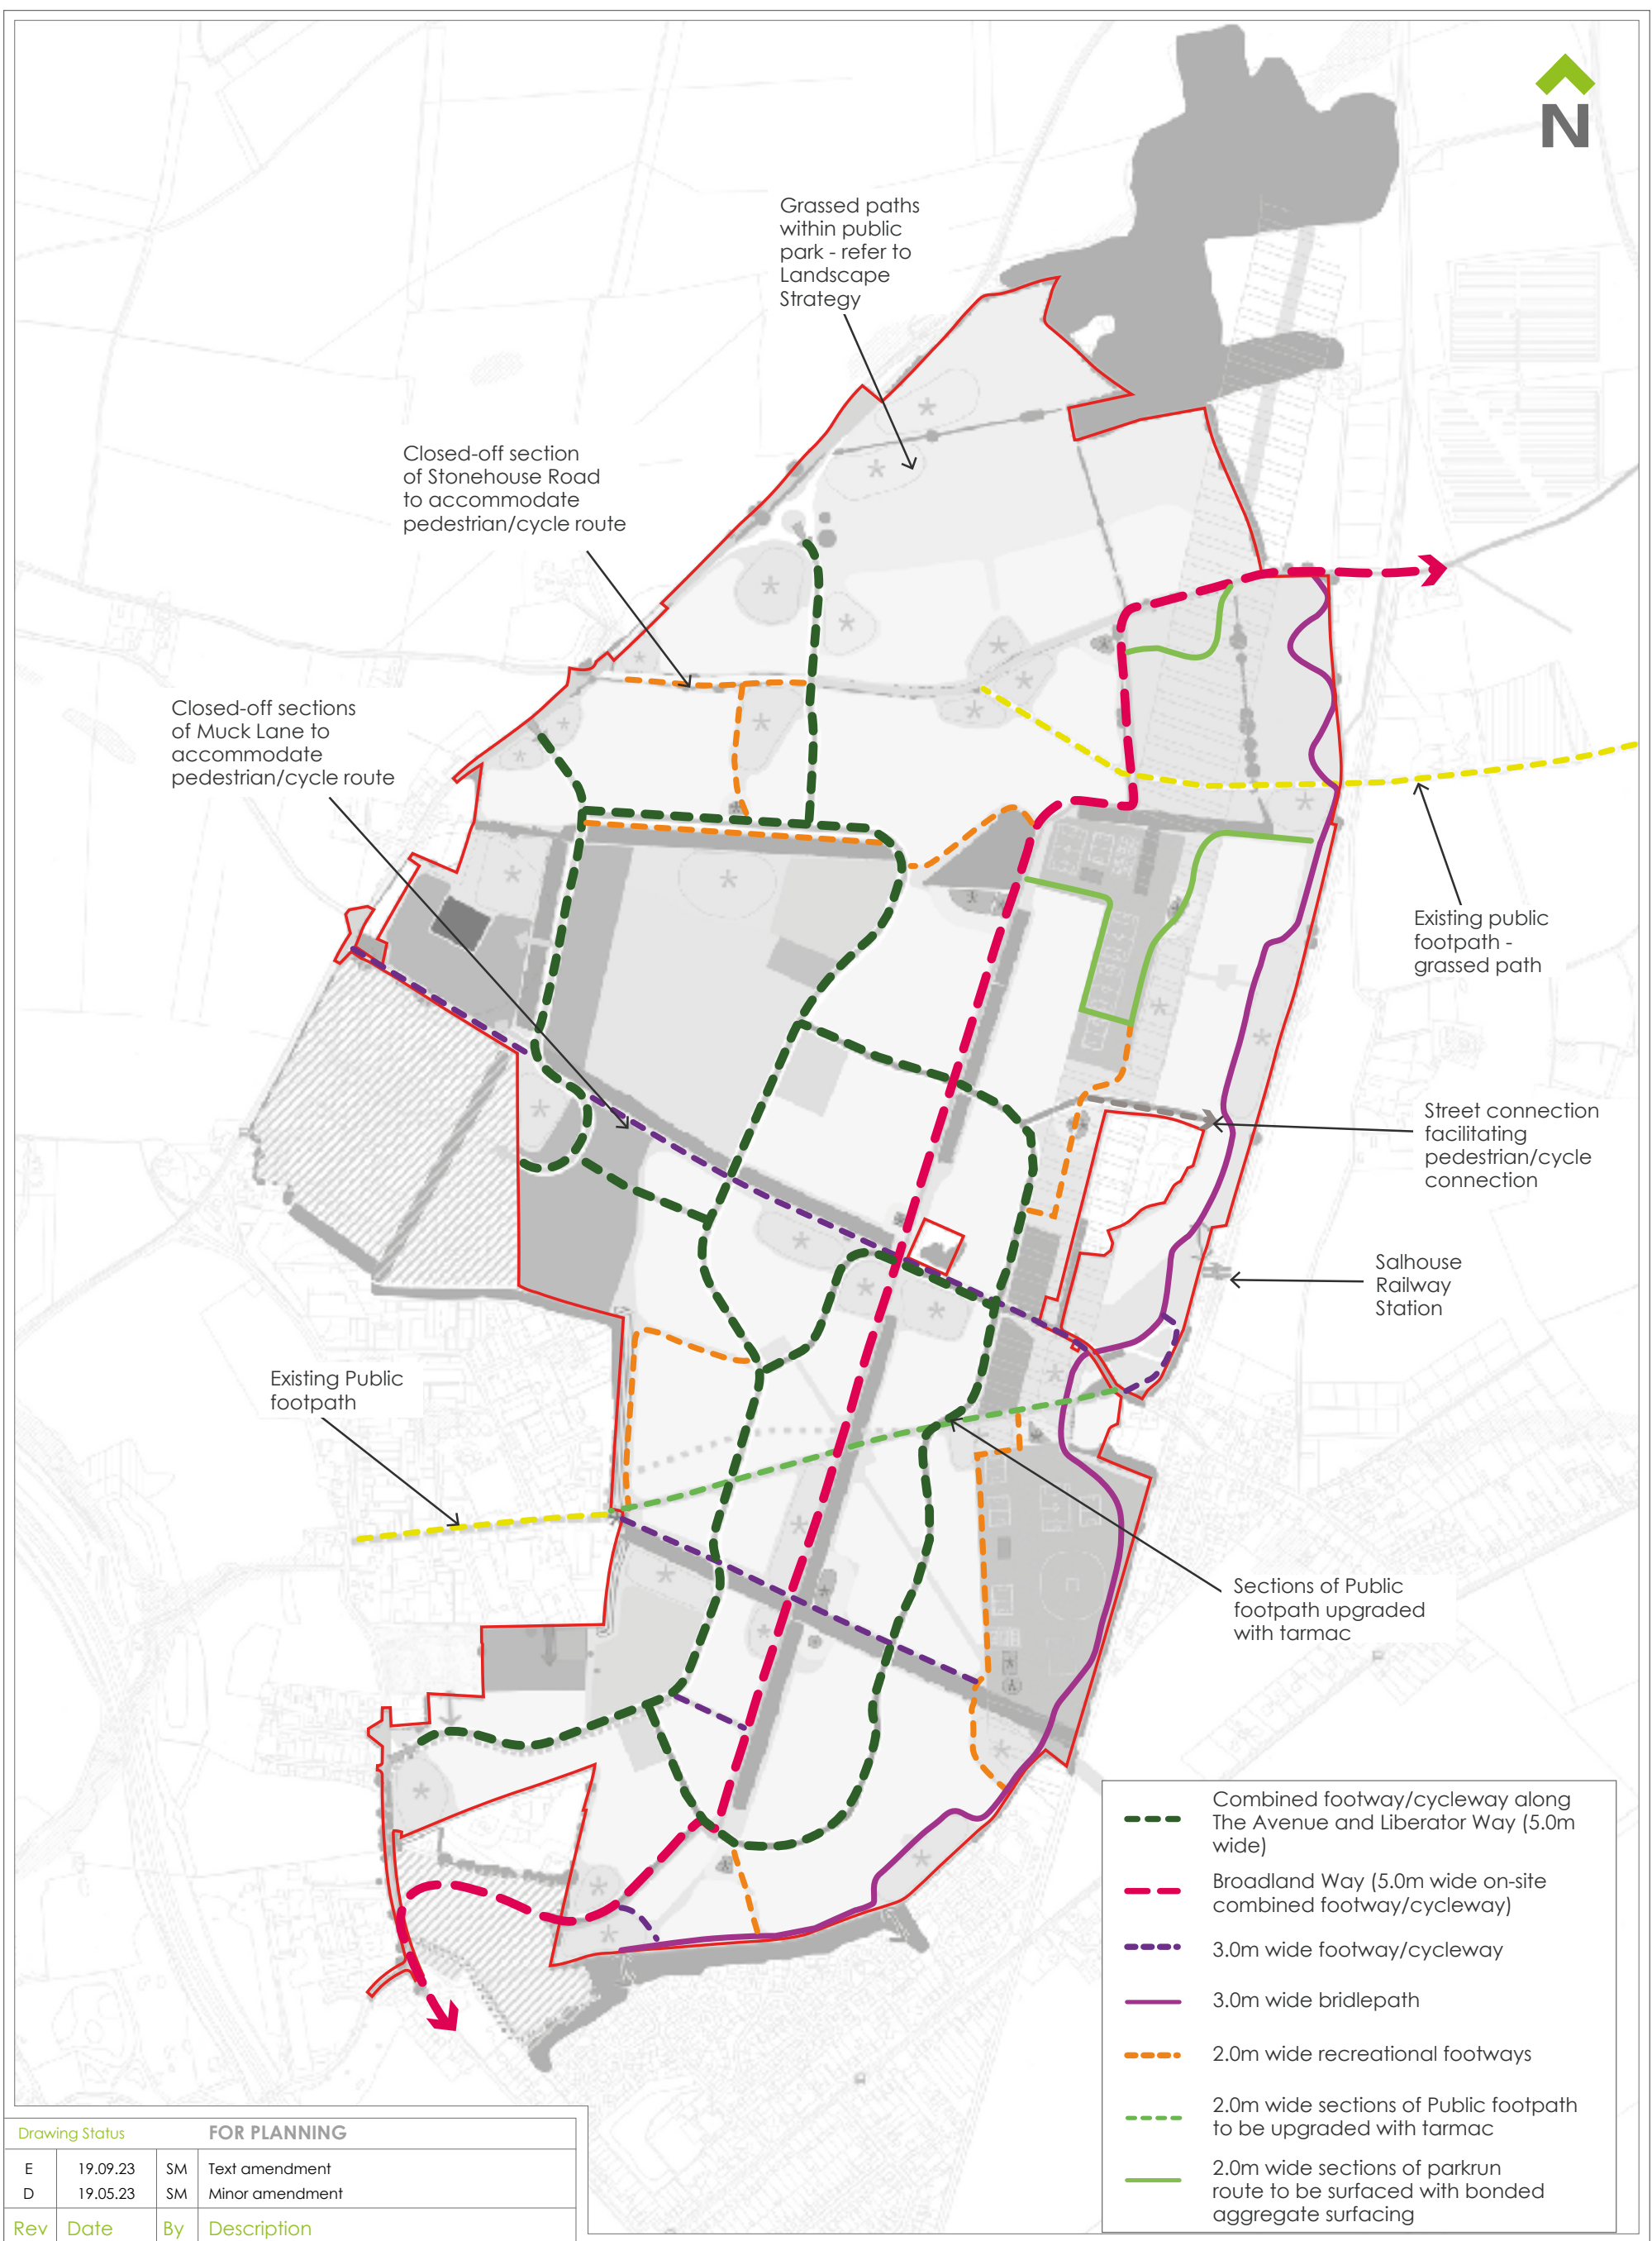 N
Grassed paths
within public
park - refer to
Landscape
Strategy
Closed-off section
of Stonehouse Road
to accommodate
pedestrian/cycle route
Closed-off sections
of Muck Lane to
accommodate
pedestrian/cycle route
Existing public
footpath -
grassed path
Street connection
facilitating
pedestrian/cycle
connection
Salhouse
Railway
Station
Existing Public
footpath
Sections of Public
footpath upgraded
with tarmac
Combined footway/cycleway along
The Avenue and Liberator Way (5.0m
wide)
Broadland Way (5.0m wide on-site
combined footway/cycleway)
3.0m wide footway/cycleway
3.0m wide bridlepath
2.0m wide recreational footways
2.0m wide sections of Public footpath
to be upgraded with tarmac
2.0m wide sections of parkrun
route to be surfaced with bonded
aggregate surfacing
Drawing Status FOR PLANNING
E 19.09.23 SM Text amendment
D 19.05.23 SM Minor amendment
Rev Date By Description